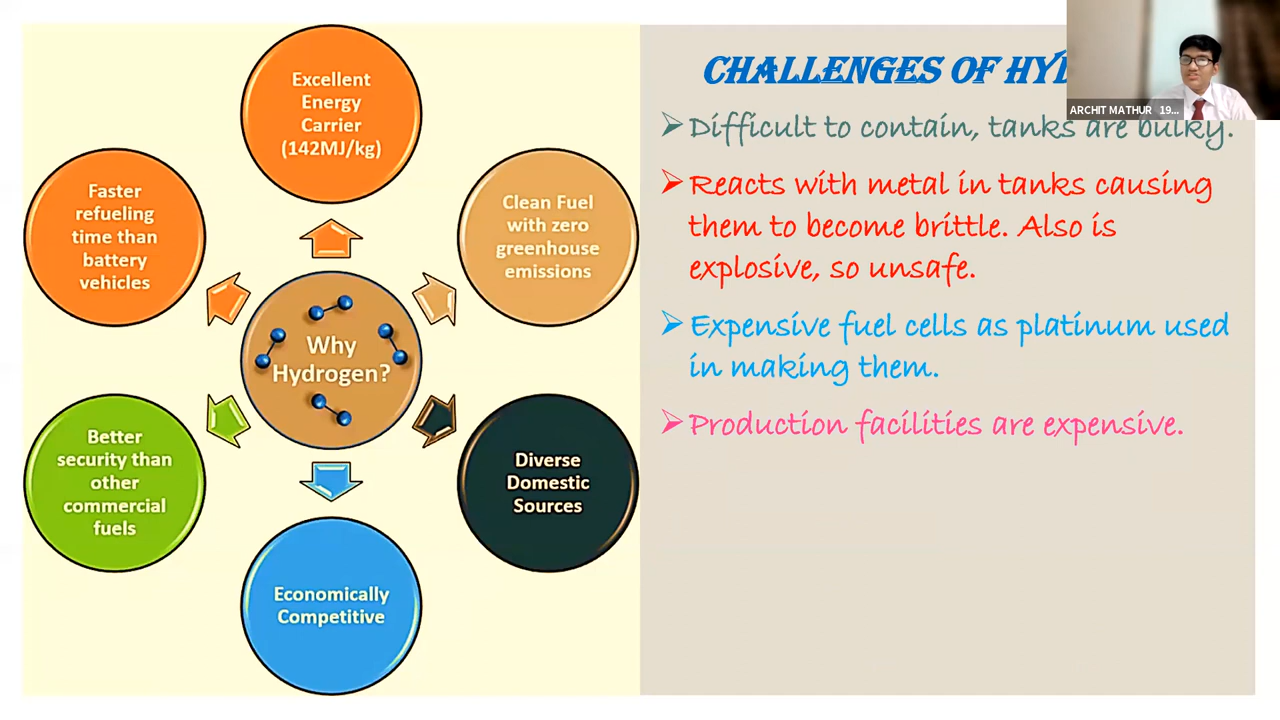 Excellent
Energy
Carrier
(142MJ/kg)
Faster
refueling
time than
battery
vehicles
Clean Fuel
with zero
greenhouse
emissions
Why
Hydrogen?
Better
security than
other
commercial
fuels
Diverse
Domestic
Sources
Economically
Competitive
CHALLENGES OF HYD
ARCHIT MATHUR 19...
Difficult to contain, tanks are bulky.
Reacts with metal in tanks causing
them to become brittle. Also is
explosive, so unsafe.
Expensive fuel cells as platinum used
in making them.
Production facilities are expensive.